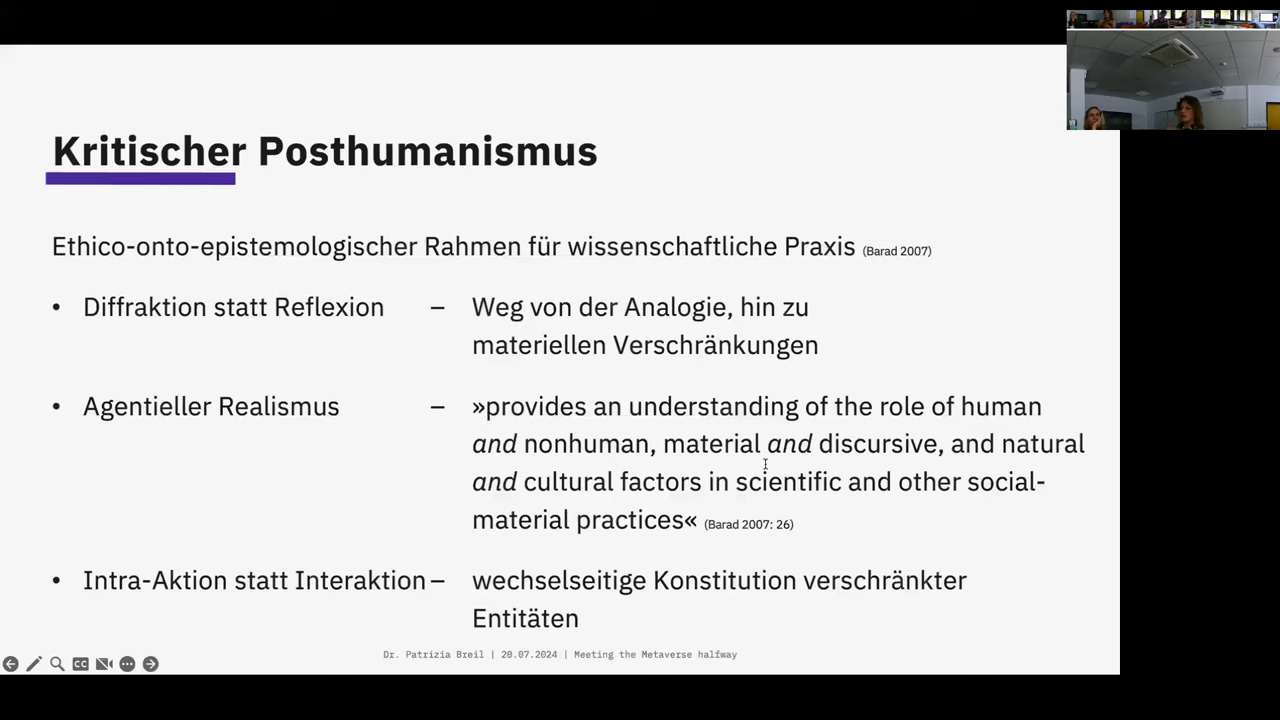 Kritischer Posthumanismus
Ethico-onto-epistemologischer Rahmen für wissenschaftliche Praxis (Barad 2007)
• Diffraktion statt Reflexion – Weg von der Analogie, hin zu
materiellen Verschränkungen
• Agentieller Realismus – »provides an understanding of the role of human
and nonhuman, material and discursive, and natural
and cultural factors in scientific and other social-
material practices« (Barad 2007: 26)
• Intra-Aktion statt Interaktion – wechselseitige Konstitution verschränkter
Entitäten
Dr. Patrizia Breil | 28.07.2024 | Meeting the Metaverse halfway
CC